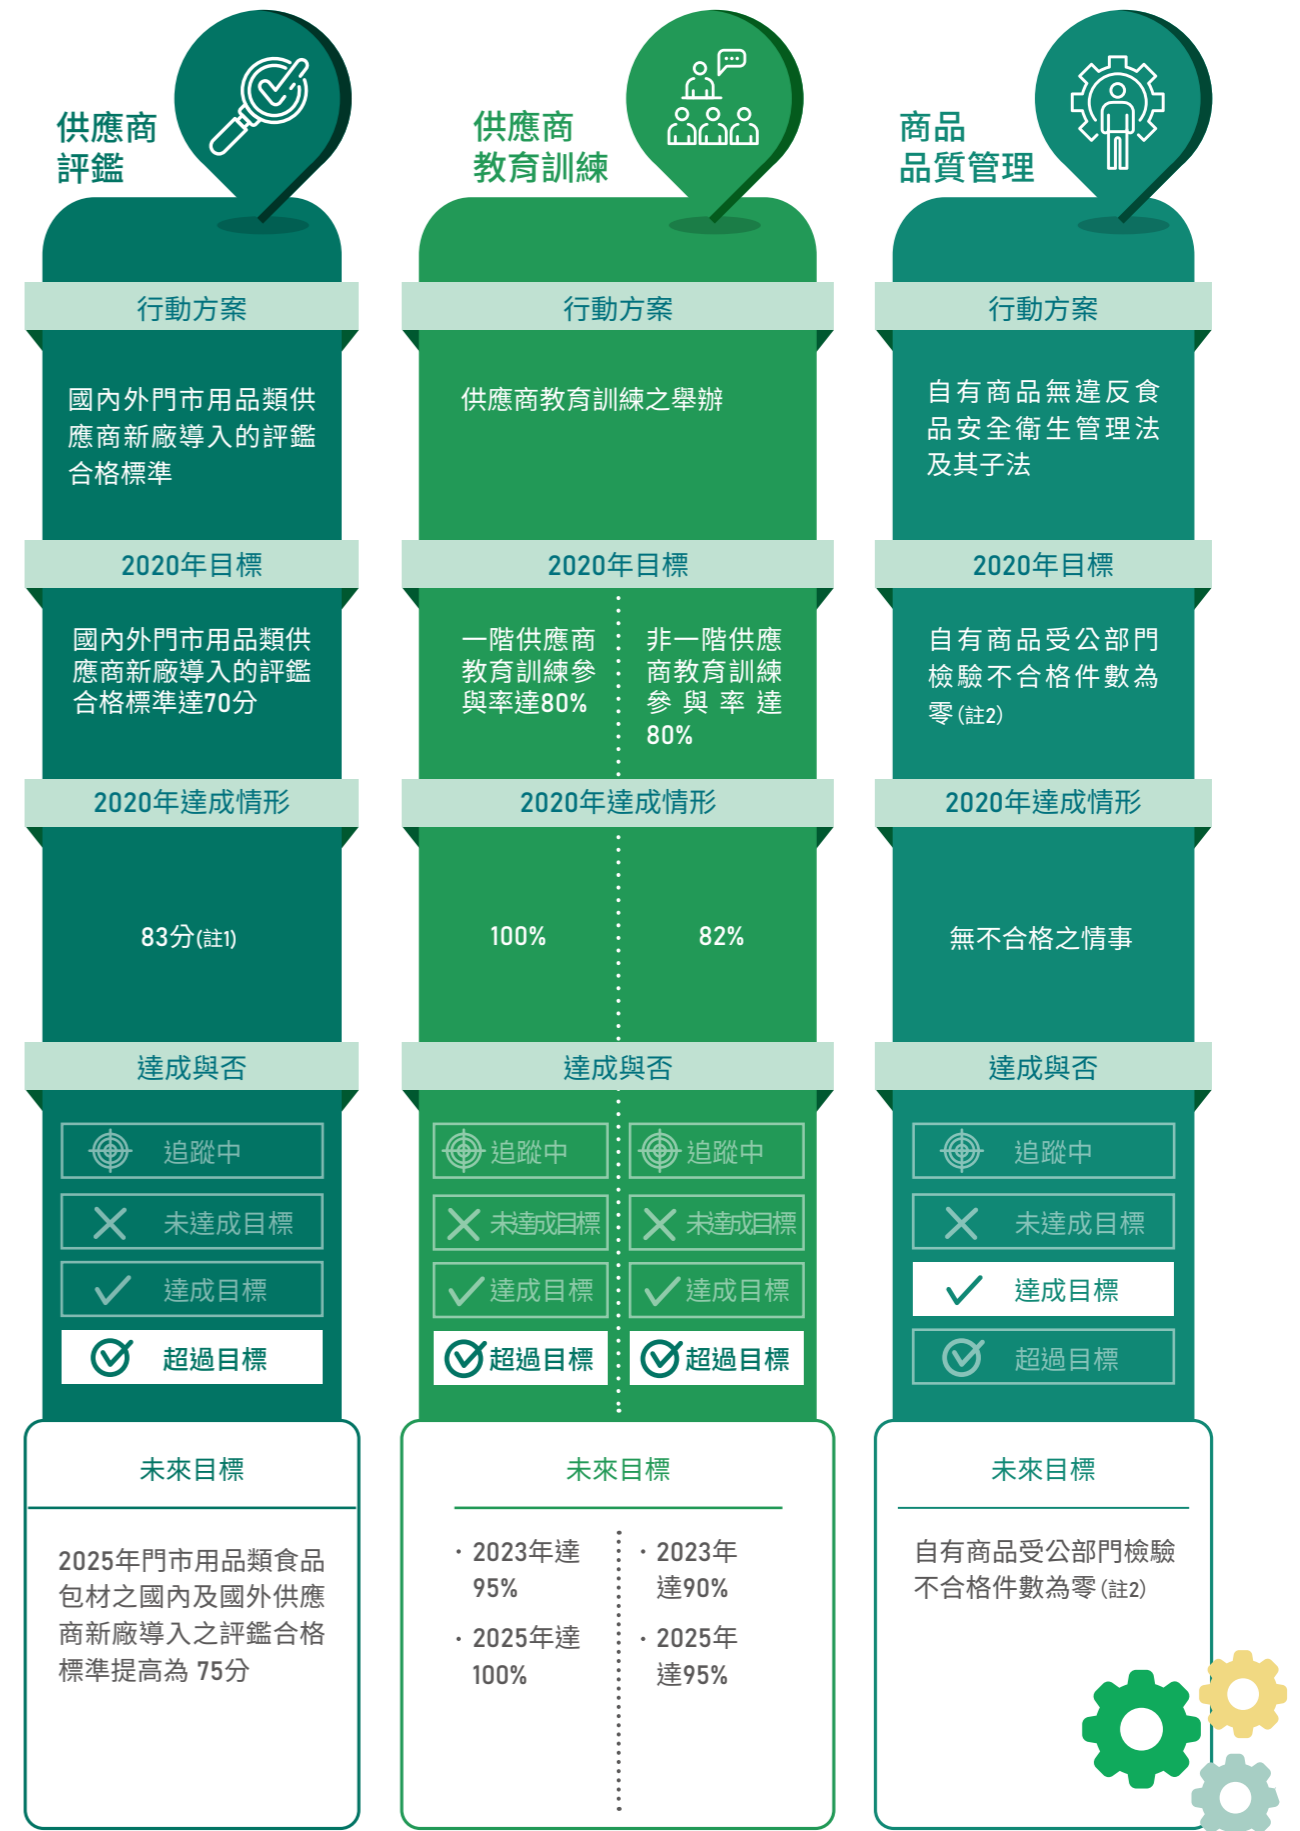 供應商
評鑑
行動方案
國內外門市用品類供
應商新廠導入的評鑑
合格標準
2020年目標
國內外門市用品類供
應商新廠導入的評鑑
合格標準達70分
2020年達成情形
83分(註1)
達成與否
追蹤中
未達成目標
達成目標
超過目標
未來目標
2025年門市用品類食品
包材之國內及國外供應
商新廠導入之評鑑合格
標準提高為 75分
供應商
教育訓練
行動方案
供應商教育訓練之舉辦
2020年目標
一階供應商
教育訓練參
與率達80%
非一階供應
商教育訓練
參與率達
80%
2020年達成情形
100%
82%
達成與否
追蹤中
未達成目標
達成目標
超過目標
追蹤中
未達成目標
達成目標
超過目標
未來目標
· 2023年達
95%
· 2025年達
100%
· 2023年
達90%
· 2025年
達95%
商品
品質管理
行動方案
自有商品無違反食
品安全衛生管理法
及其子法
2020年目標
自有商品受公部門
檢驗不合格件數為
零(註2)
2020年達成情形
無不合格之情事
達成與否
追蹤中
未達成目標
達成目標
超過目標
未來目標
自有商品受公部門檢驗
不合格件數為零(註2)